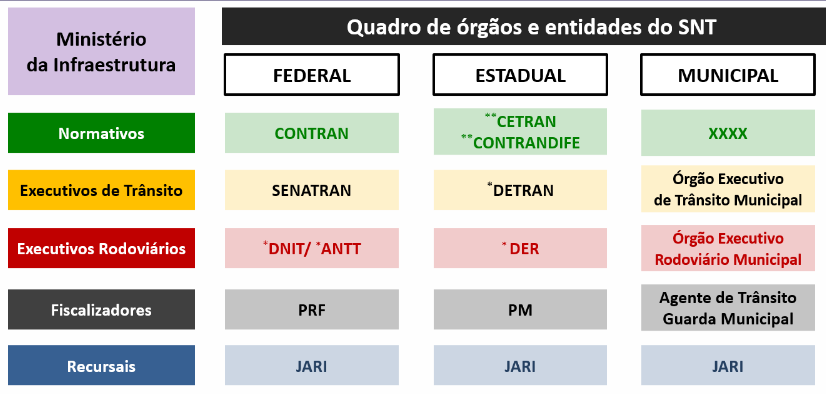 Ministério
da Infraestrutura
Quadro de órgãos e entidades do SNT
FEDERAL
ESTADUAL
MUNICIPAL
Normativos
CONTRAN
**CETRAN
**CONTRANDIFE
XXXX
Executivos de Trânsito
SENATRAN
*DETRAN
Órgão Executivo
de Trânsito Municipal
Executivos Rodoviários
*DNIT/ *ANTT
* DER
Órgão Executivo
Rodoviário Municipal
Fiscalizadores
PRF
PM
Agente de Trânsito
Guarda Municipal
Recursais
JARI
JARI
JARI